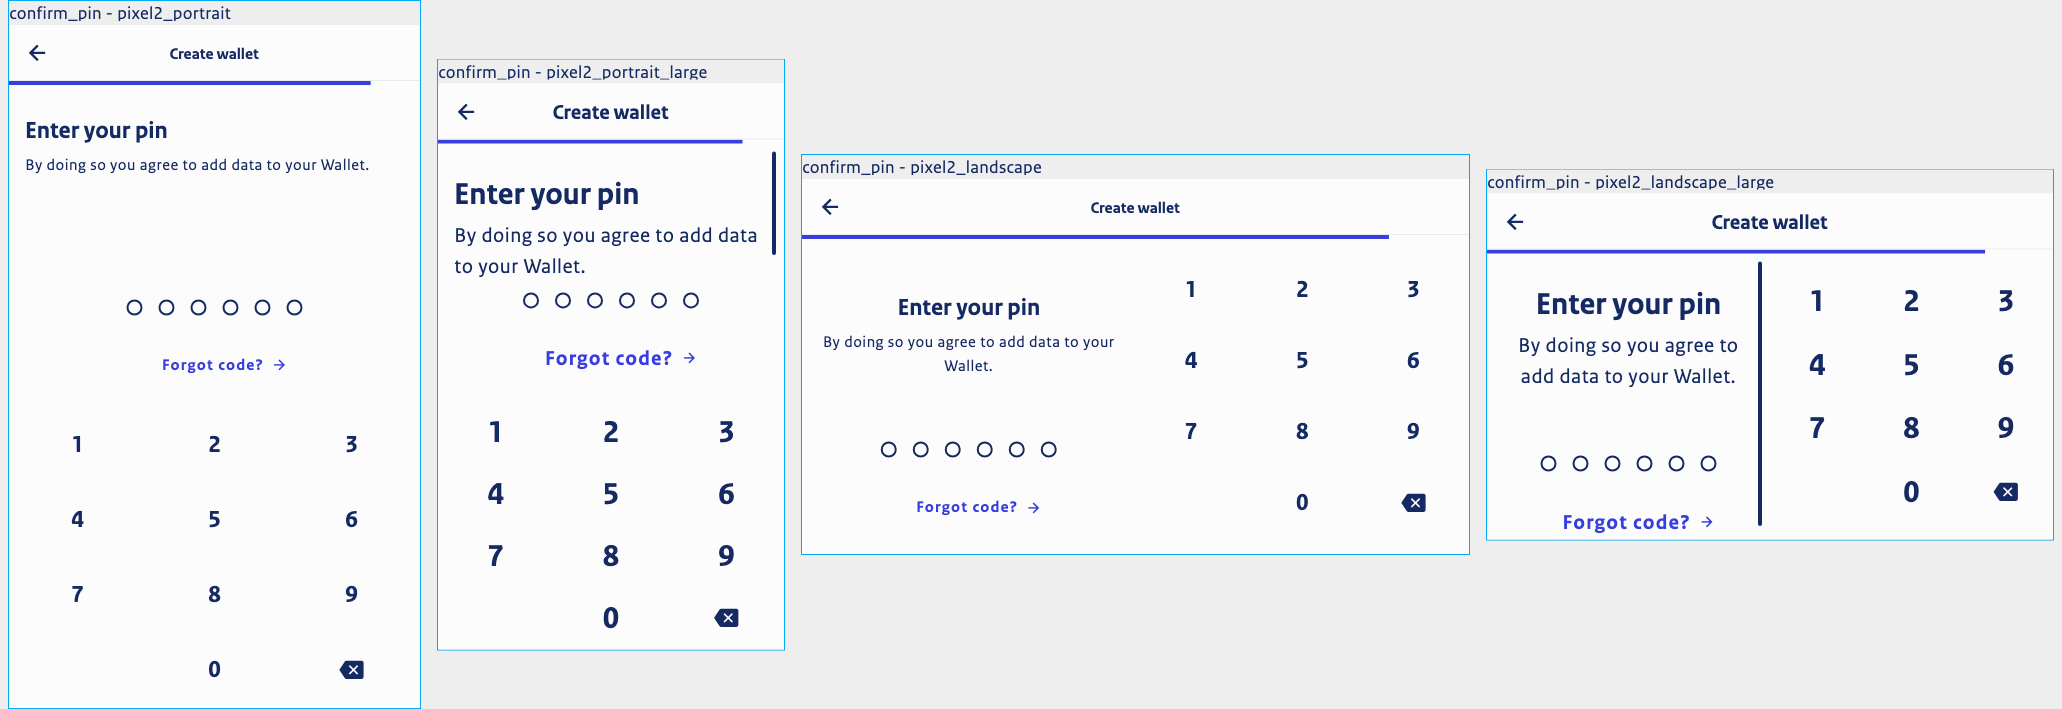 confirm_pin - pixel2_portrait
Create wallet
Enter your pin
By doing so you agree to add data to your Wallet.
Forgot code?
1 2 3
4 5 6
7 8 9
0
confirm_pin - pixel2_portrait_large
Create wallet
Enter your pin
By doing so you agree to add data
to your Wallet.
Forgot code?
1 2 3
4 5 6
7 8 9
0
confirm_pin - pixel2_landscape
Create wallet
Enter your pin
By doing so you agree to add data to your
Wallet.
Forgot code?
1 2 3
4 5 6
7 8 9
0
confirm_pin - pixel2_landscape_large
Create wallet
Enter your pin
By doing so you agree to
add data to your Wallet.
Forgot code?
1 2 3
4 5 6
7 8 9
0